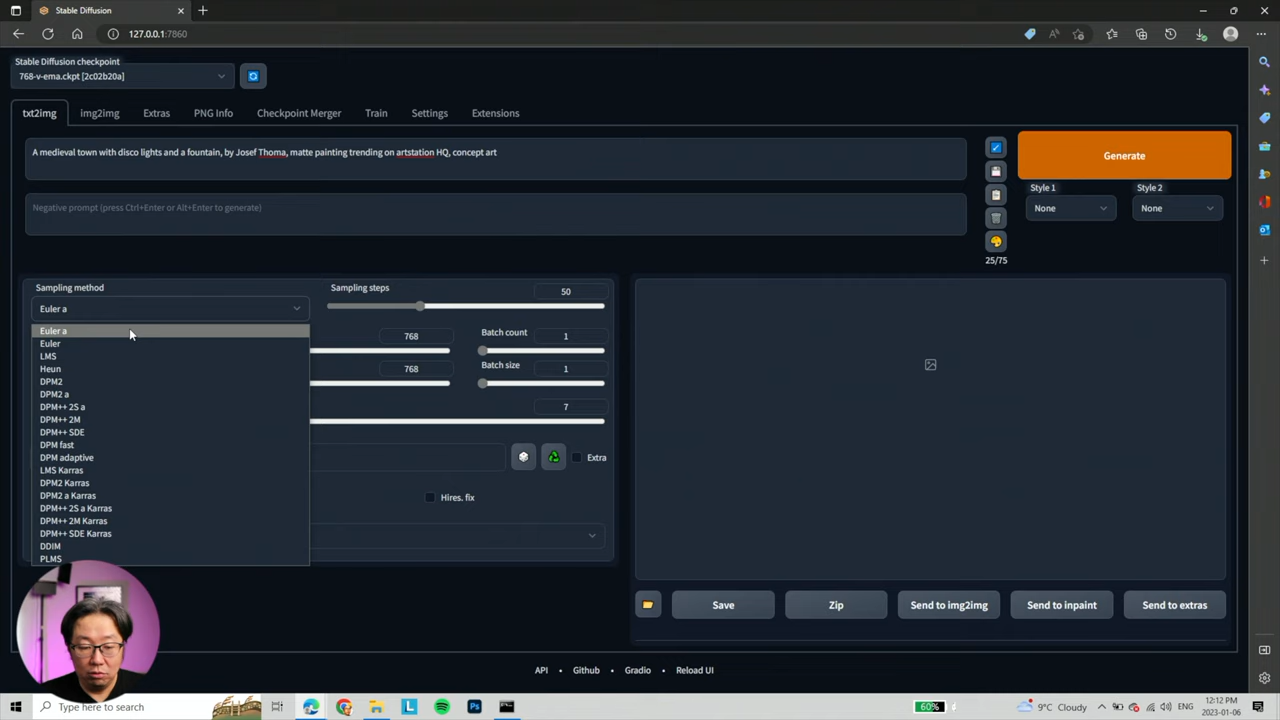 Stable Diffusion
127.0.0.1:7860
Stable Diffusion checkpoint
768-v-ema.ckpt [2c02b20a]
txt2img
img2img
Extras
PNG Info
Checkpoint Merger
Train
Settings
Extensions
A medieval town with disco lights and a fountain, by Josef Thoma, matte painting trending on artstation HQ, concept art
Negative prompt (press Ctrl+Enter or Alt+Enter to generate)
Generate
Style 1
Style 2
None
None
25/75
Sampling method
Euler a
Euler a
Euler
LMS
Heun
DPM2
DPM2 a
DPM++ 2S a
DPM++ 2M
DPM++ SDE
DPM fast
DPM adaptive
LMS Karras
DPM2 Karras
DPM2 a Karras
DPM++ 2S a Karras
DPM++ 2M Karras
DPM++ SDE Karras
DDIM
PLMS
Sampling steps
50
768
Batch count
1
768
Batch size
1
7
Extra
Hires. fix
Save
Zip
Send to img2img
Send to inpaint
Send to extras
API • Github • Gradio • Reload UI
Type here to search
60%
9°C Cloudy
12:12 PM
2023-01-06